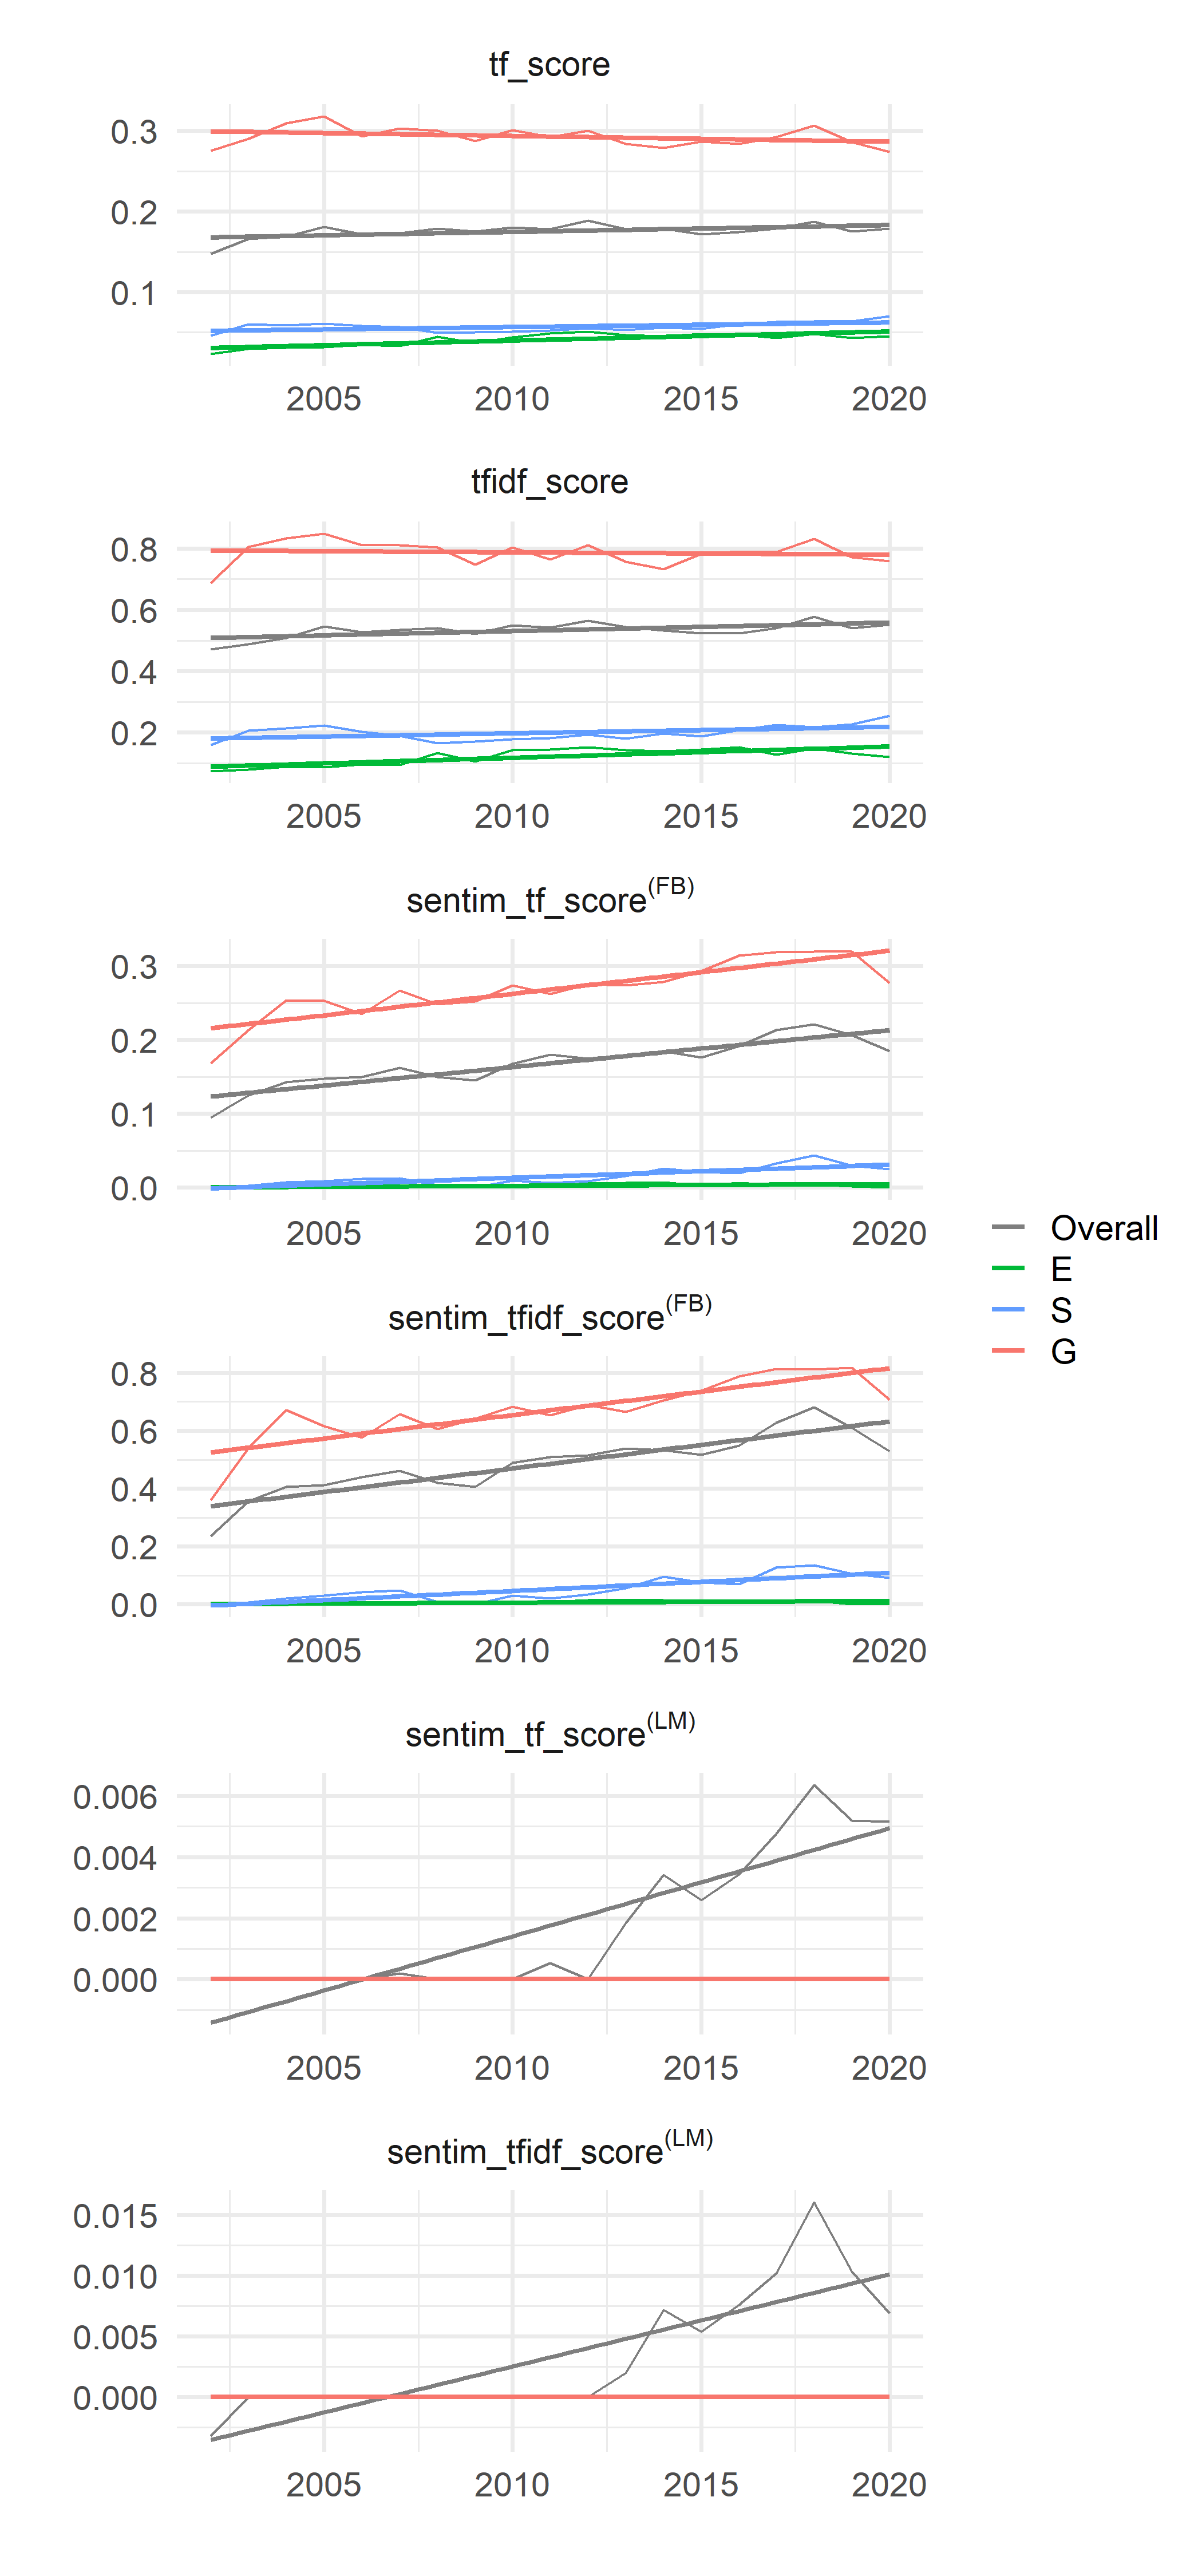 tf_score
0.3
0.2
0.1
2005 2010 2015 2020
tfidf_score
0.8
0.6
0.4
0.2
2005 2010 2015 2020
sentim_tf_score(FB)
0.3
0.2
0.1
0.0
2005 2010 2015 2020
Overall
E
S
G
sentim_tfidf_score(FB)
0.8
0.6
0.4
0.2
0.0
2005 2010 2015 2020
sentim_tf_score(LM)
0.006
0.004
0.002
0.000
2005 2010 2015 2020
sentim_tfidf_score(LM)
0.015
0.010
0.005
0.000
2005 2010 2015 2020